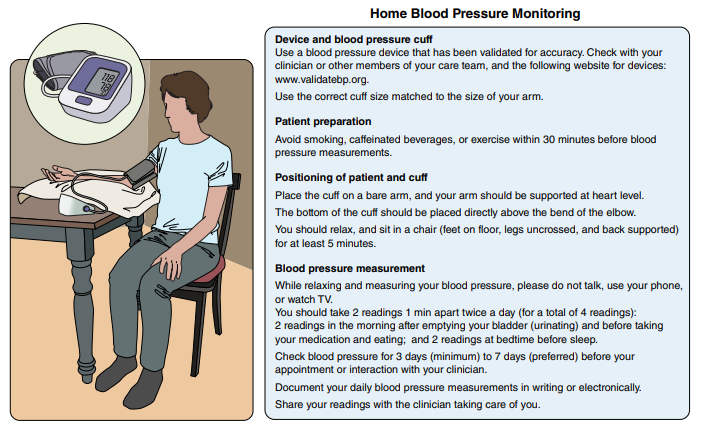 Home Blood Pressure Monitoring
Device and blood pressure cuff
Use a blood pressure device that has been validated for accuracy. Check with your
clinician or other members of your care team, and the following website for devices:
www.validatebp.org.
Use the correct cuff size matched to the size of your arm.
Patient preparation
Avoid smoking, caffeinated beverages, or exercise within 30 minutes before blood
pressure measurements.
Positioning of patient and cuff
Place the cuff on a bare arm, and your arm should be supported at heart level.
The bottom of the cuff should be placed directly above the bend of the elbow.
You should relax, and sit in a chair (feet on floor, legs uncrossed, and back supported)
for at least 5 minutes.
Blood pressure measurement
While relaxing and measuring your blood pressure, please do not talk, use your phone,
or watch TV.
You should take 2 readings 1 min apart twice a day (for a total of 4 readings):
2 readings in the morning after emptying your bladder (urinating) and before taking
your medication and eating; and 2 readings at bedtime before sleep.
Check blood pressure for 3 days (minimum) to 7 days (preferred) before your
appointment or interaction with your clinician.
Document your daily blood pressure measurements in writing or electronically.
Share your readings with the clinician taking care of you.